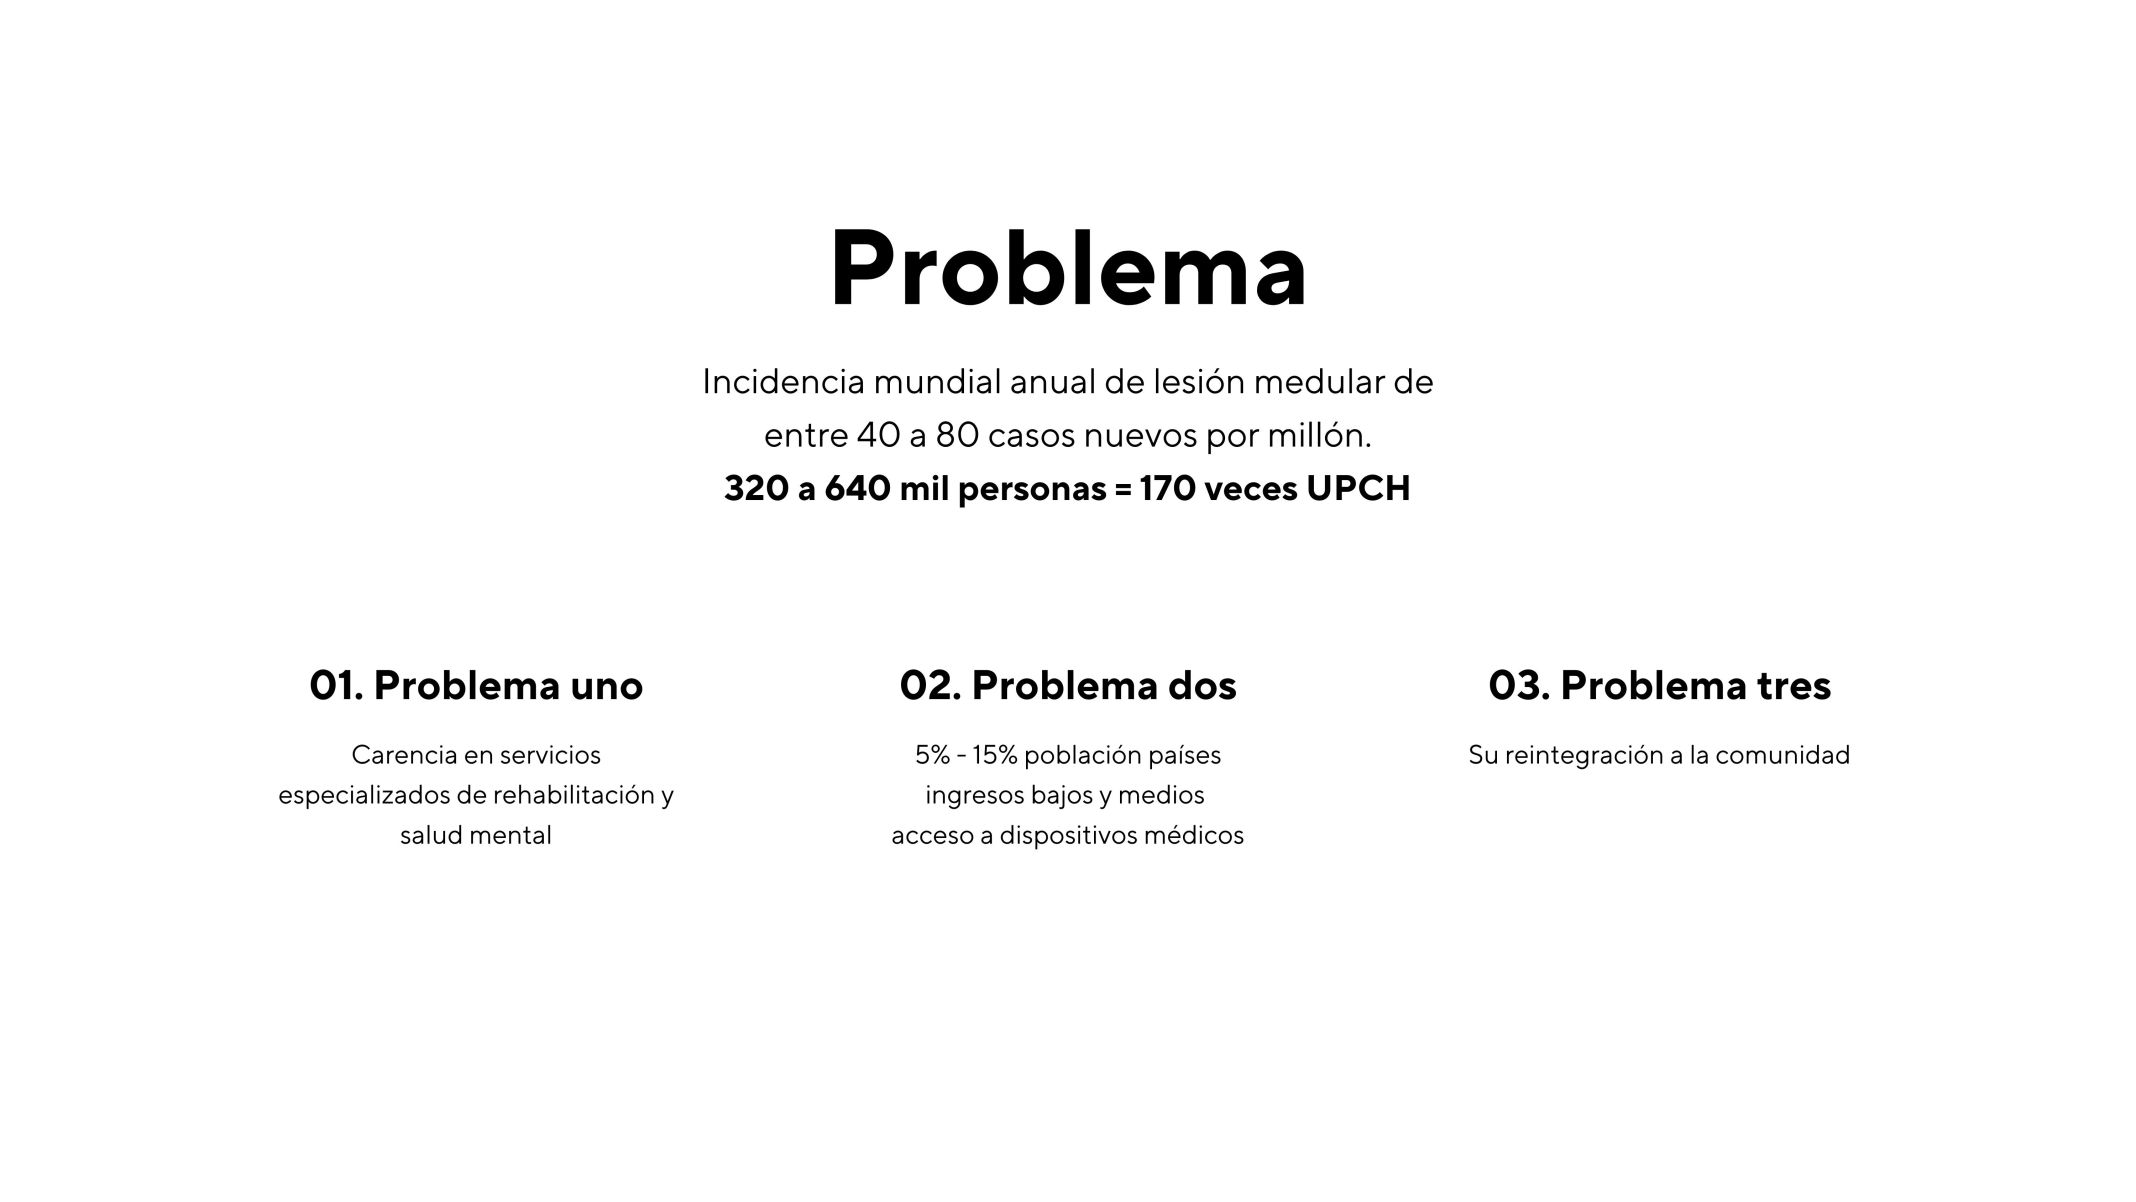 Problema
Incidencia mundial anual de lesión medular de
entre 40 a 80 casos nuevos por millón.
320 a 640 mil personas = 170 veces UPCH
01. Problema uno
Carencia en servicios
especializados de rehabilitación y
salud mental
02. Problema dos
5% - 15% población países
ingresos bajos y medios
acceso a dispositivos médicos
03. Problema tres
Su reintegración a la comunidad